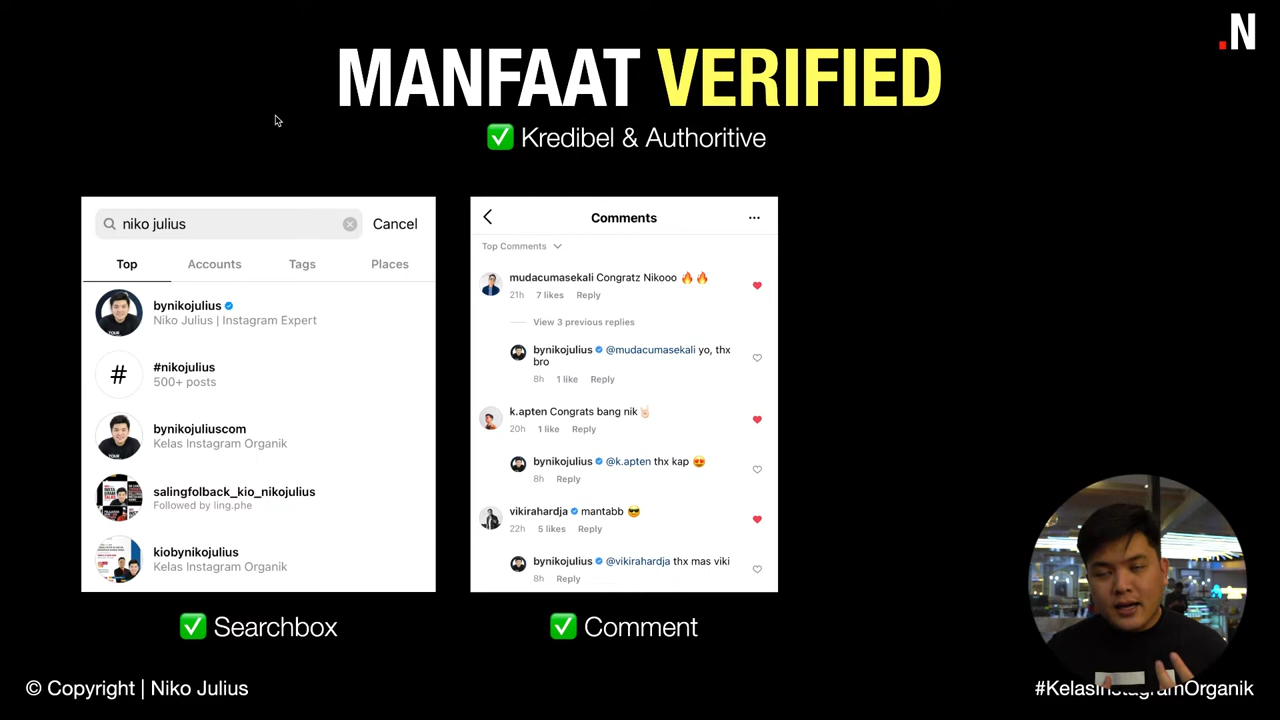 .N
MANFAAT VERIFIED
✅ Kredibel & Authoritive
niko julius
Cancel
Top Accounts Tags Places
bynikojulius
Niko Julius | Instagram Expert
#
#nikojulius
500+ posts
bynikojuliuscom
Kelas Instagram Organik
salingfolback_kio_nikojulius
Followed by ling.phe
kiobynikojulius
Kelas Instagram Organik
✅ Searchbox
Comments
Top Comments
mudacumasekali Congratz Nikooo 🔥🔥
21h 7 likes Reply
View 3 previous replies
bynikojulius @mudacumasekali yo, thx
bro
8h 1 like Reply
k.apten Congrats bang nik🤘🏻
20h 1 like Reply
bynikojulius @k.apten thx kap 😍
8h Reply
vikirahardja mantabb 😎
22h 5 likes Reply
bynikojulius @vikirahardja thx mas viki
8h Reply
✅ Comment
© Copyright | Niko Julius
#KelasInstagramOrganik